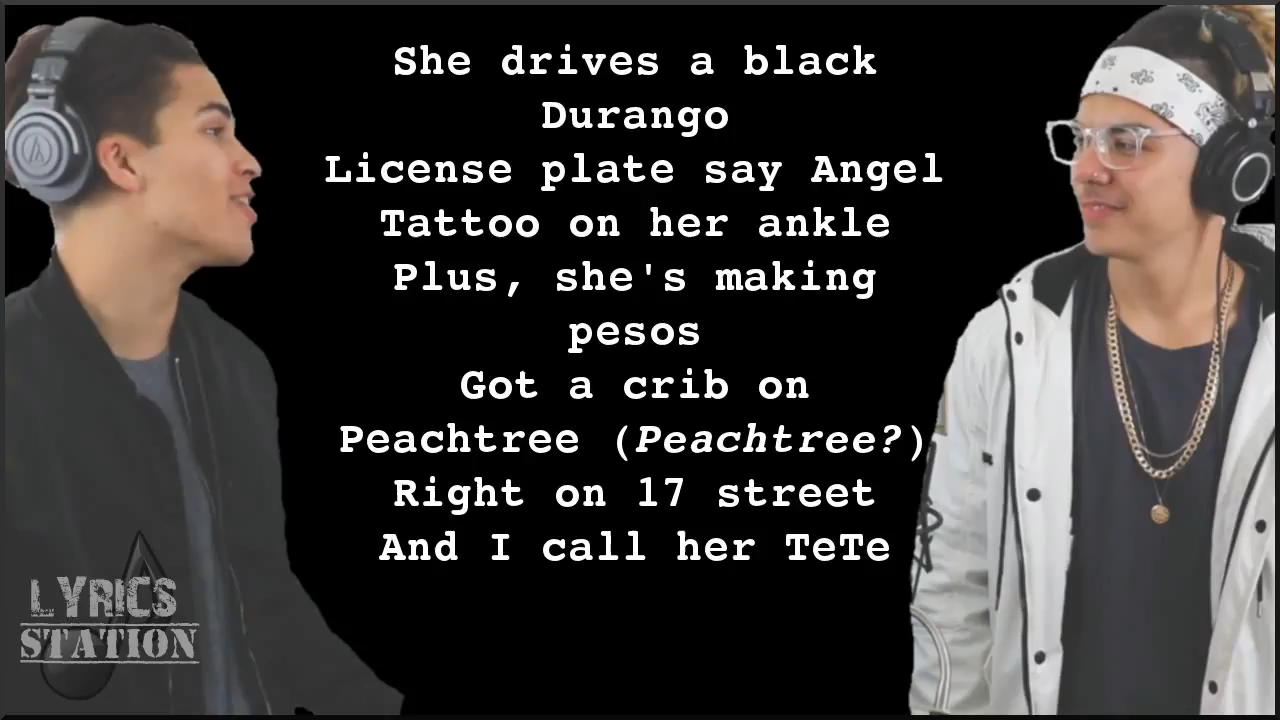 She drives a black
Durango
License plate say Angel
Tattoo on her ankle
Plus, she's making
pesos
Got a crib on
Peachtree (Peachtree?)
Right on 17 street
And I call her TeTe
LYRICS
STATION